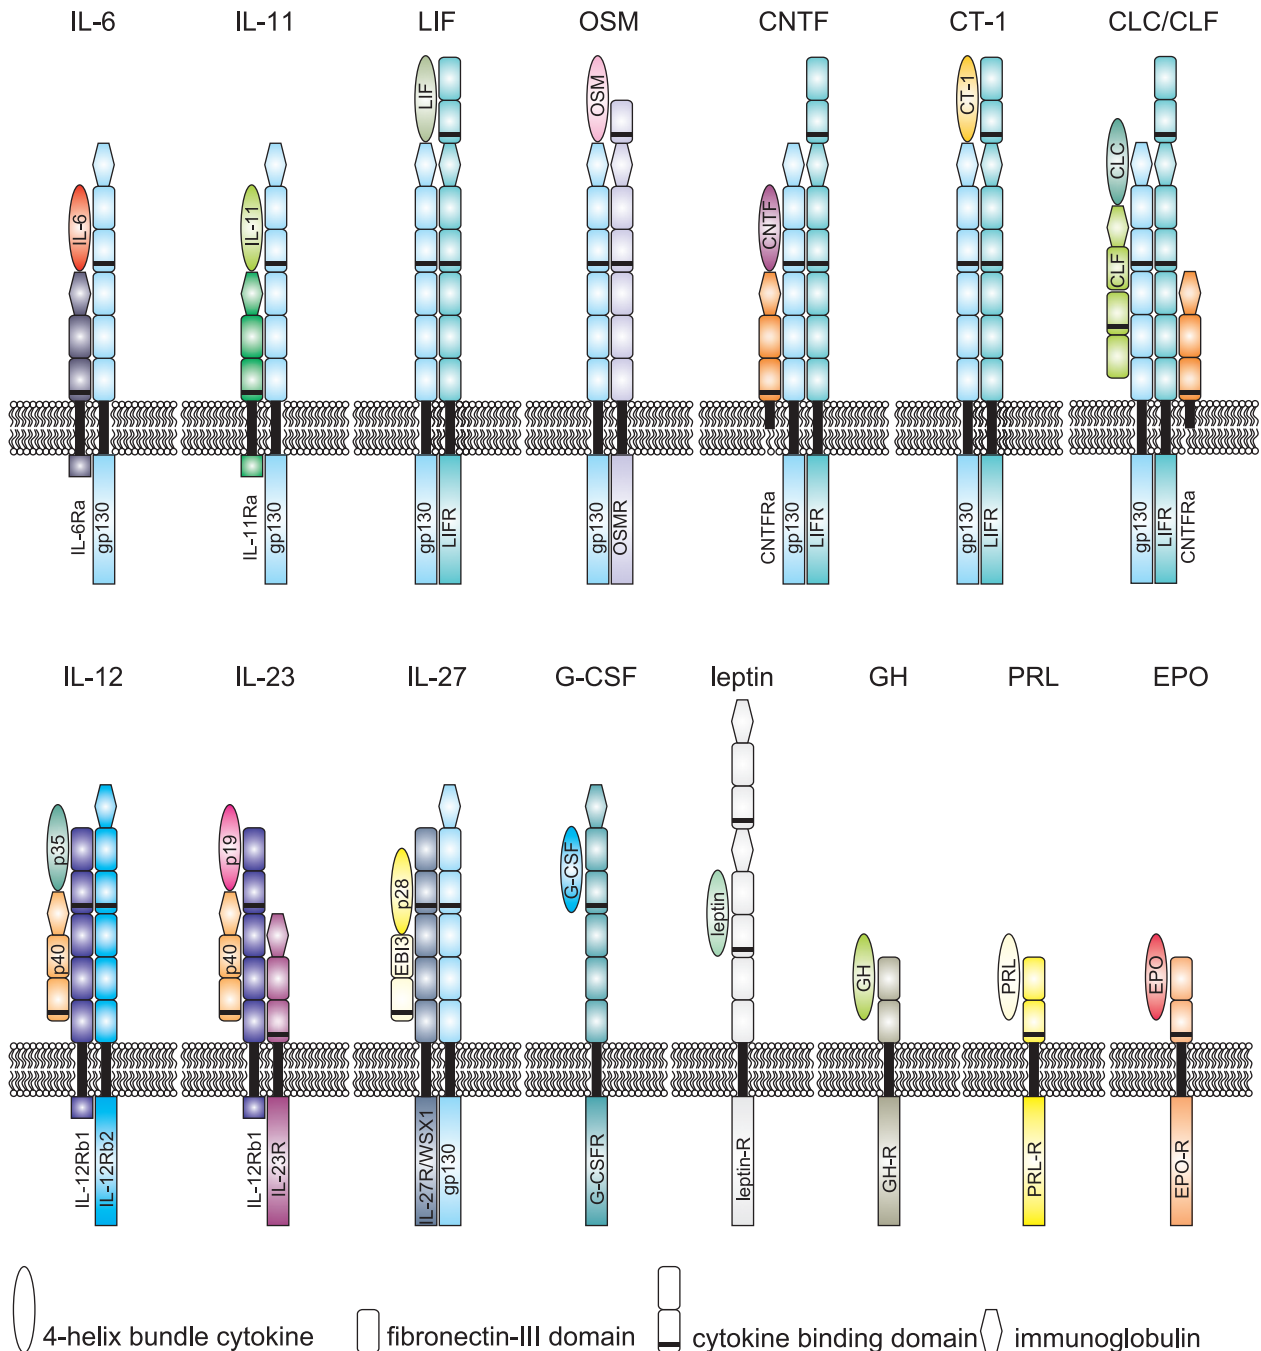 IL-6 IL-11 LIF OSM CNTF CT-1 CLC/CLF
IL-6 IL-11 LIF OSM CNTF CT-1 CLC CLF
IL-6Ra gp130 IL-11Ra gp130 gp130 LIFR gp130 OSMR CNTFRa gp130 LIFR gp130 LIFR gp130 LIFR CNTFRa
IL-12 IL-23 IL-27 G-CSF leptin GH PRL EPO
p35 p40 p19 p40 p28 EBI3 G-CSF leptin GH PRL EPO
IL-12Rb1 IL-12Rb2 IL-12Rb1 IL-23R IL-27R/WSX1 gp130 G-CSFR leptin-R GH-R PRL-R EPO-R
4-helix bundle cytokine fibronectin-III domain cytokine binding domain immunoglobulin